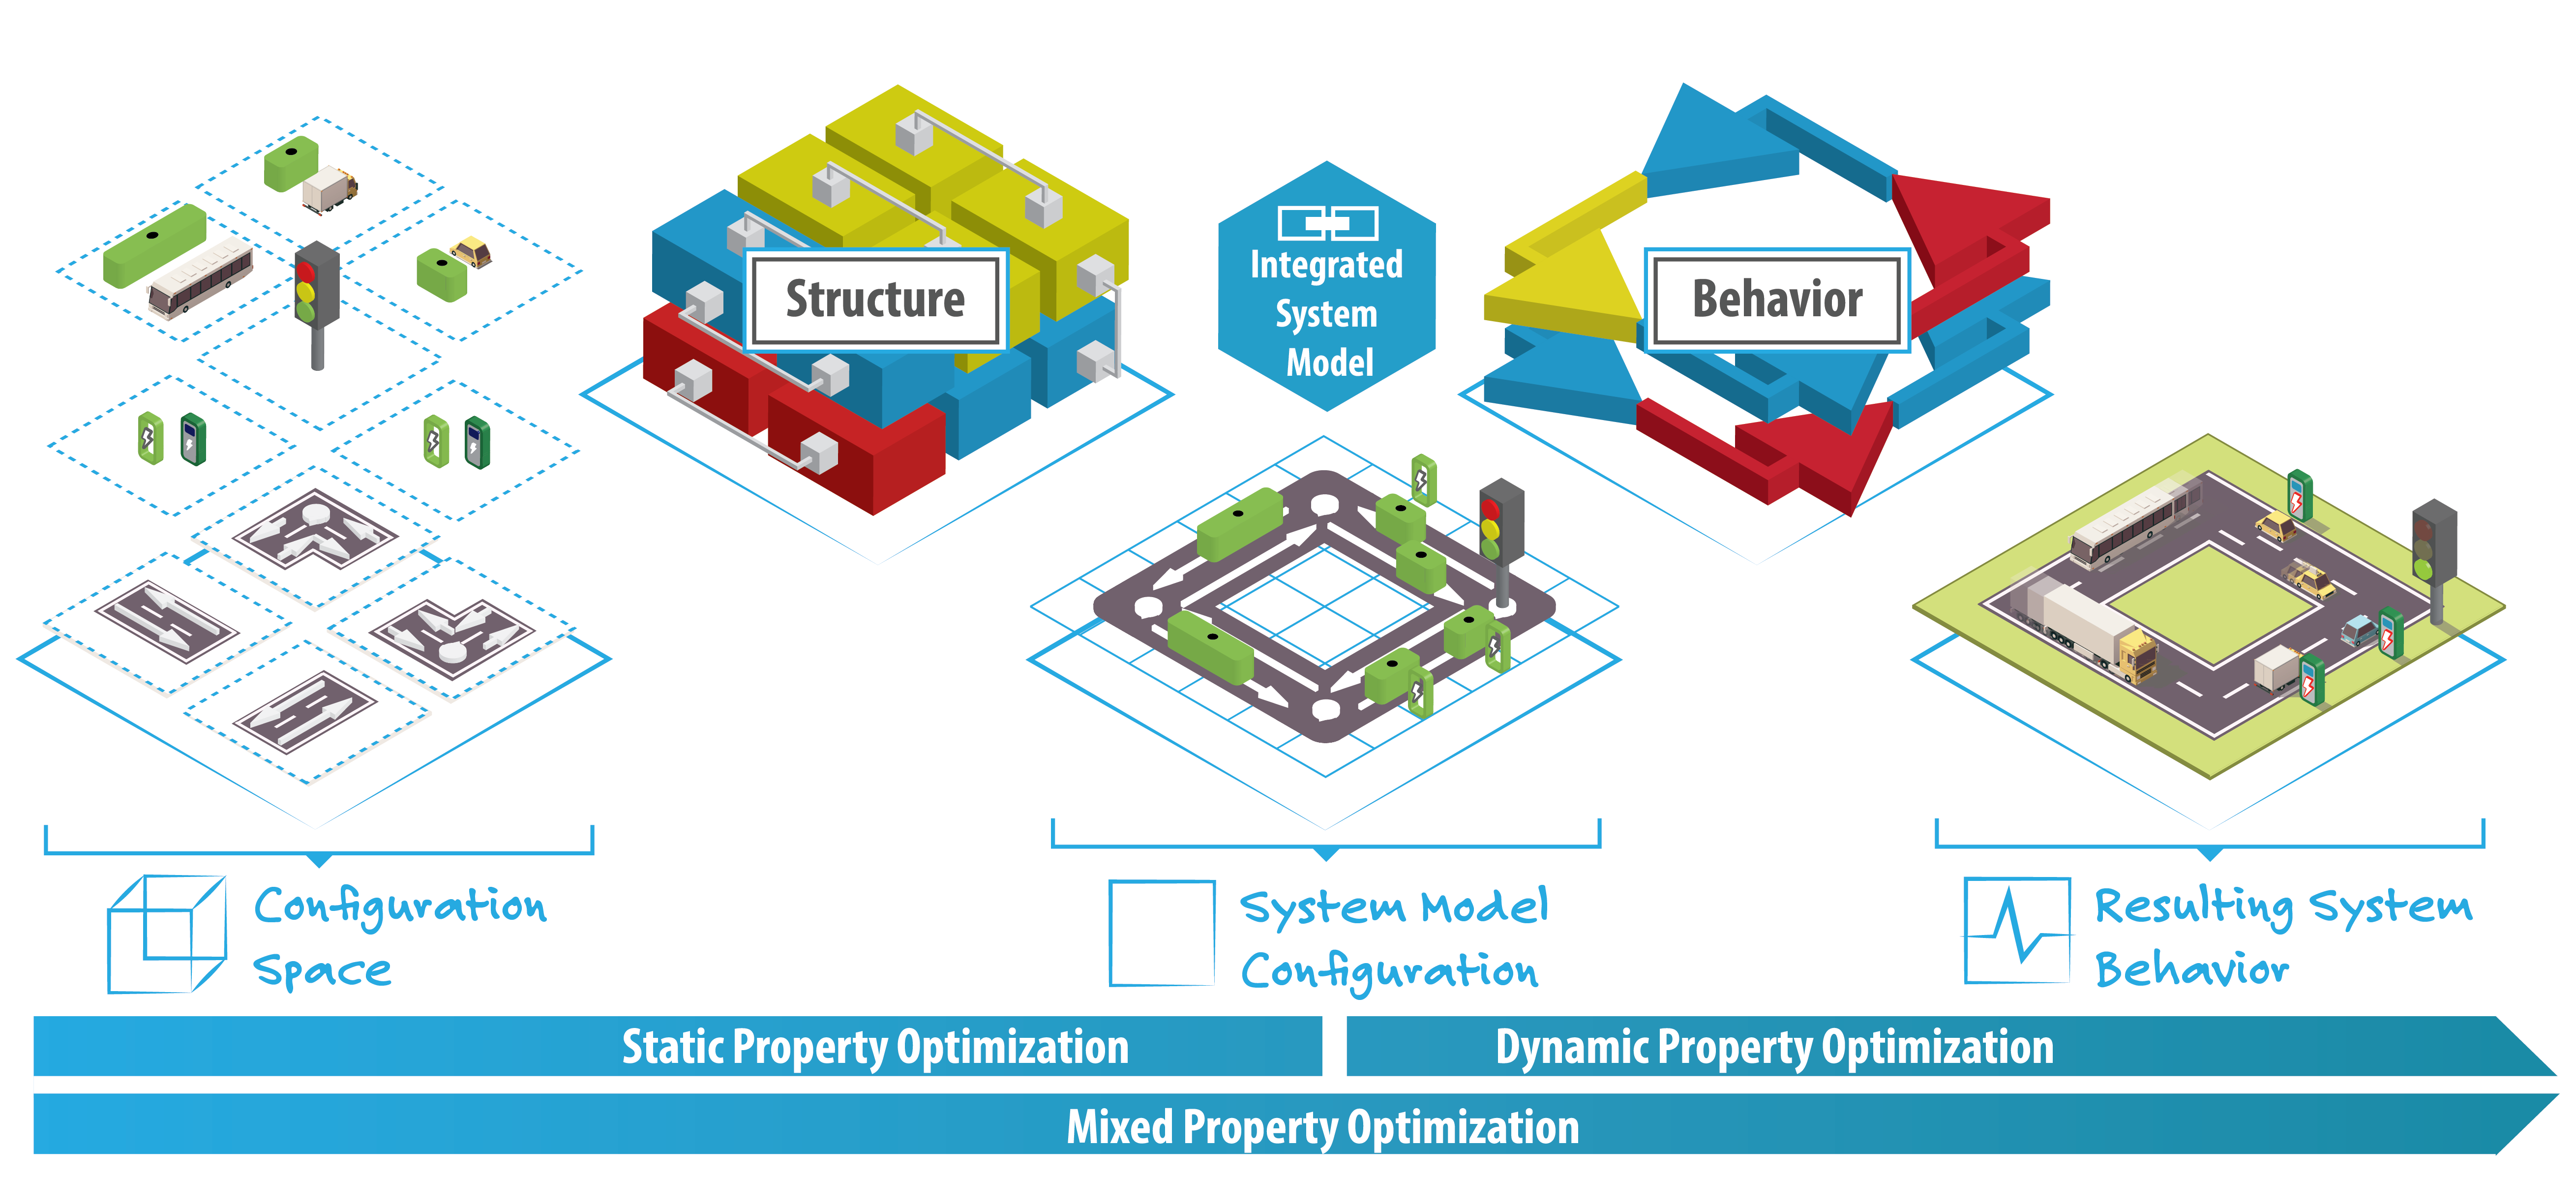 Structure
Integrated
System
Model
Behavior
Configuration
Space
System Model
Configuration
Resulting System
Behavior
Static Property Optimization
Dynamic Property Optimization
Mixed Property Optimization